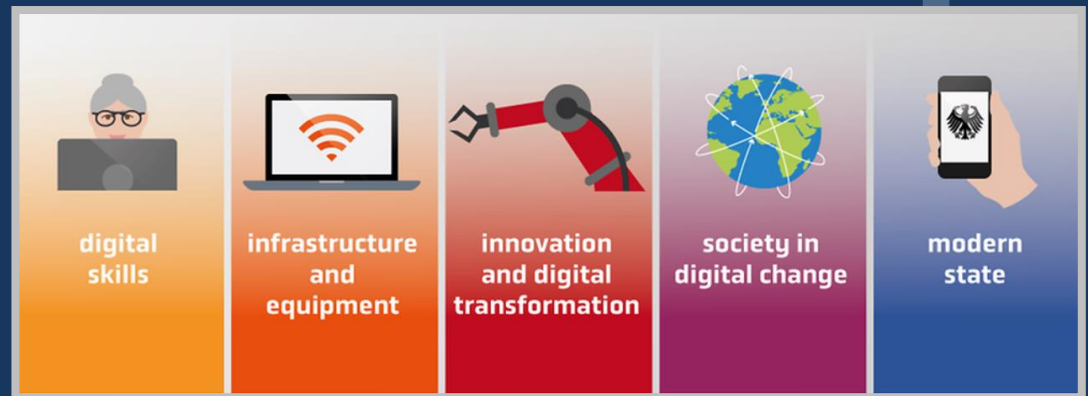 digital
skills
infrastructure
and
equipment
innovation
and digital
transformation
society in
digital change
modern
state